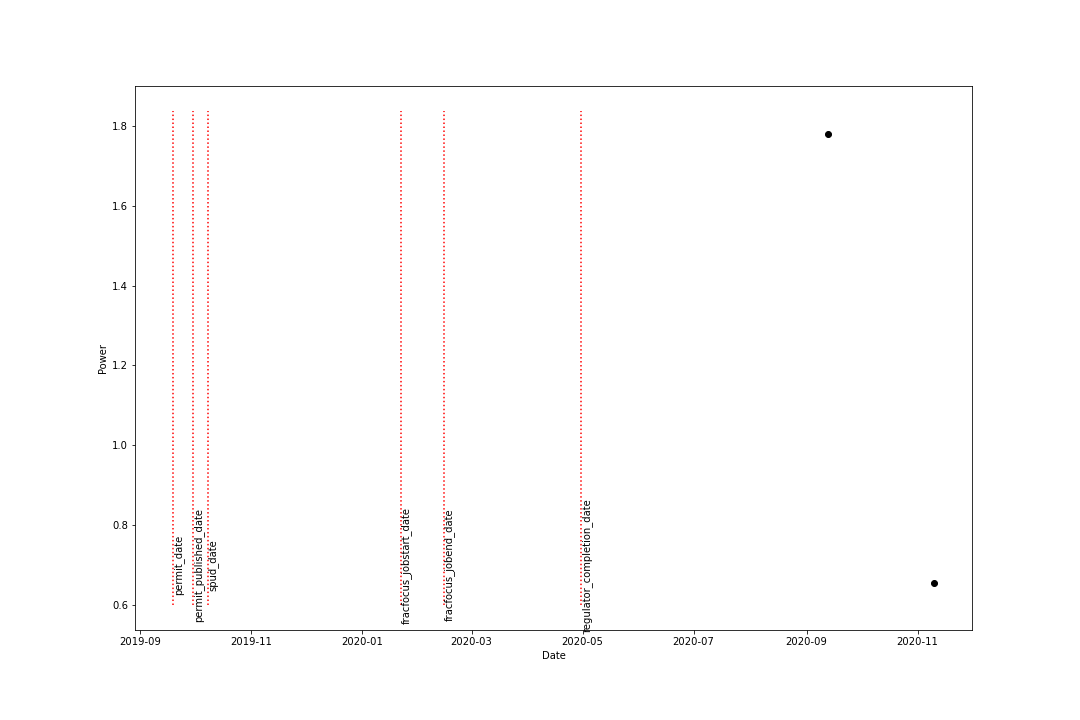 1.8
1.6
1.4
1.2
1.0
0.8
0.6
Power
permit_date
permit_published_date
spud_date
fracfocus_jobstart_date
fracfocus_jobend_date
regulator_completion_date
2019-09 2019-11 2020-01 2020-03 2020-05 2020-07 2020-09 2020-11
Date